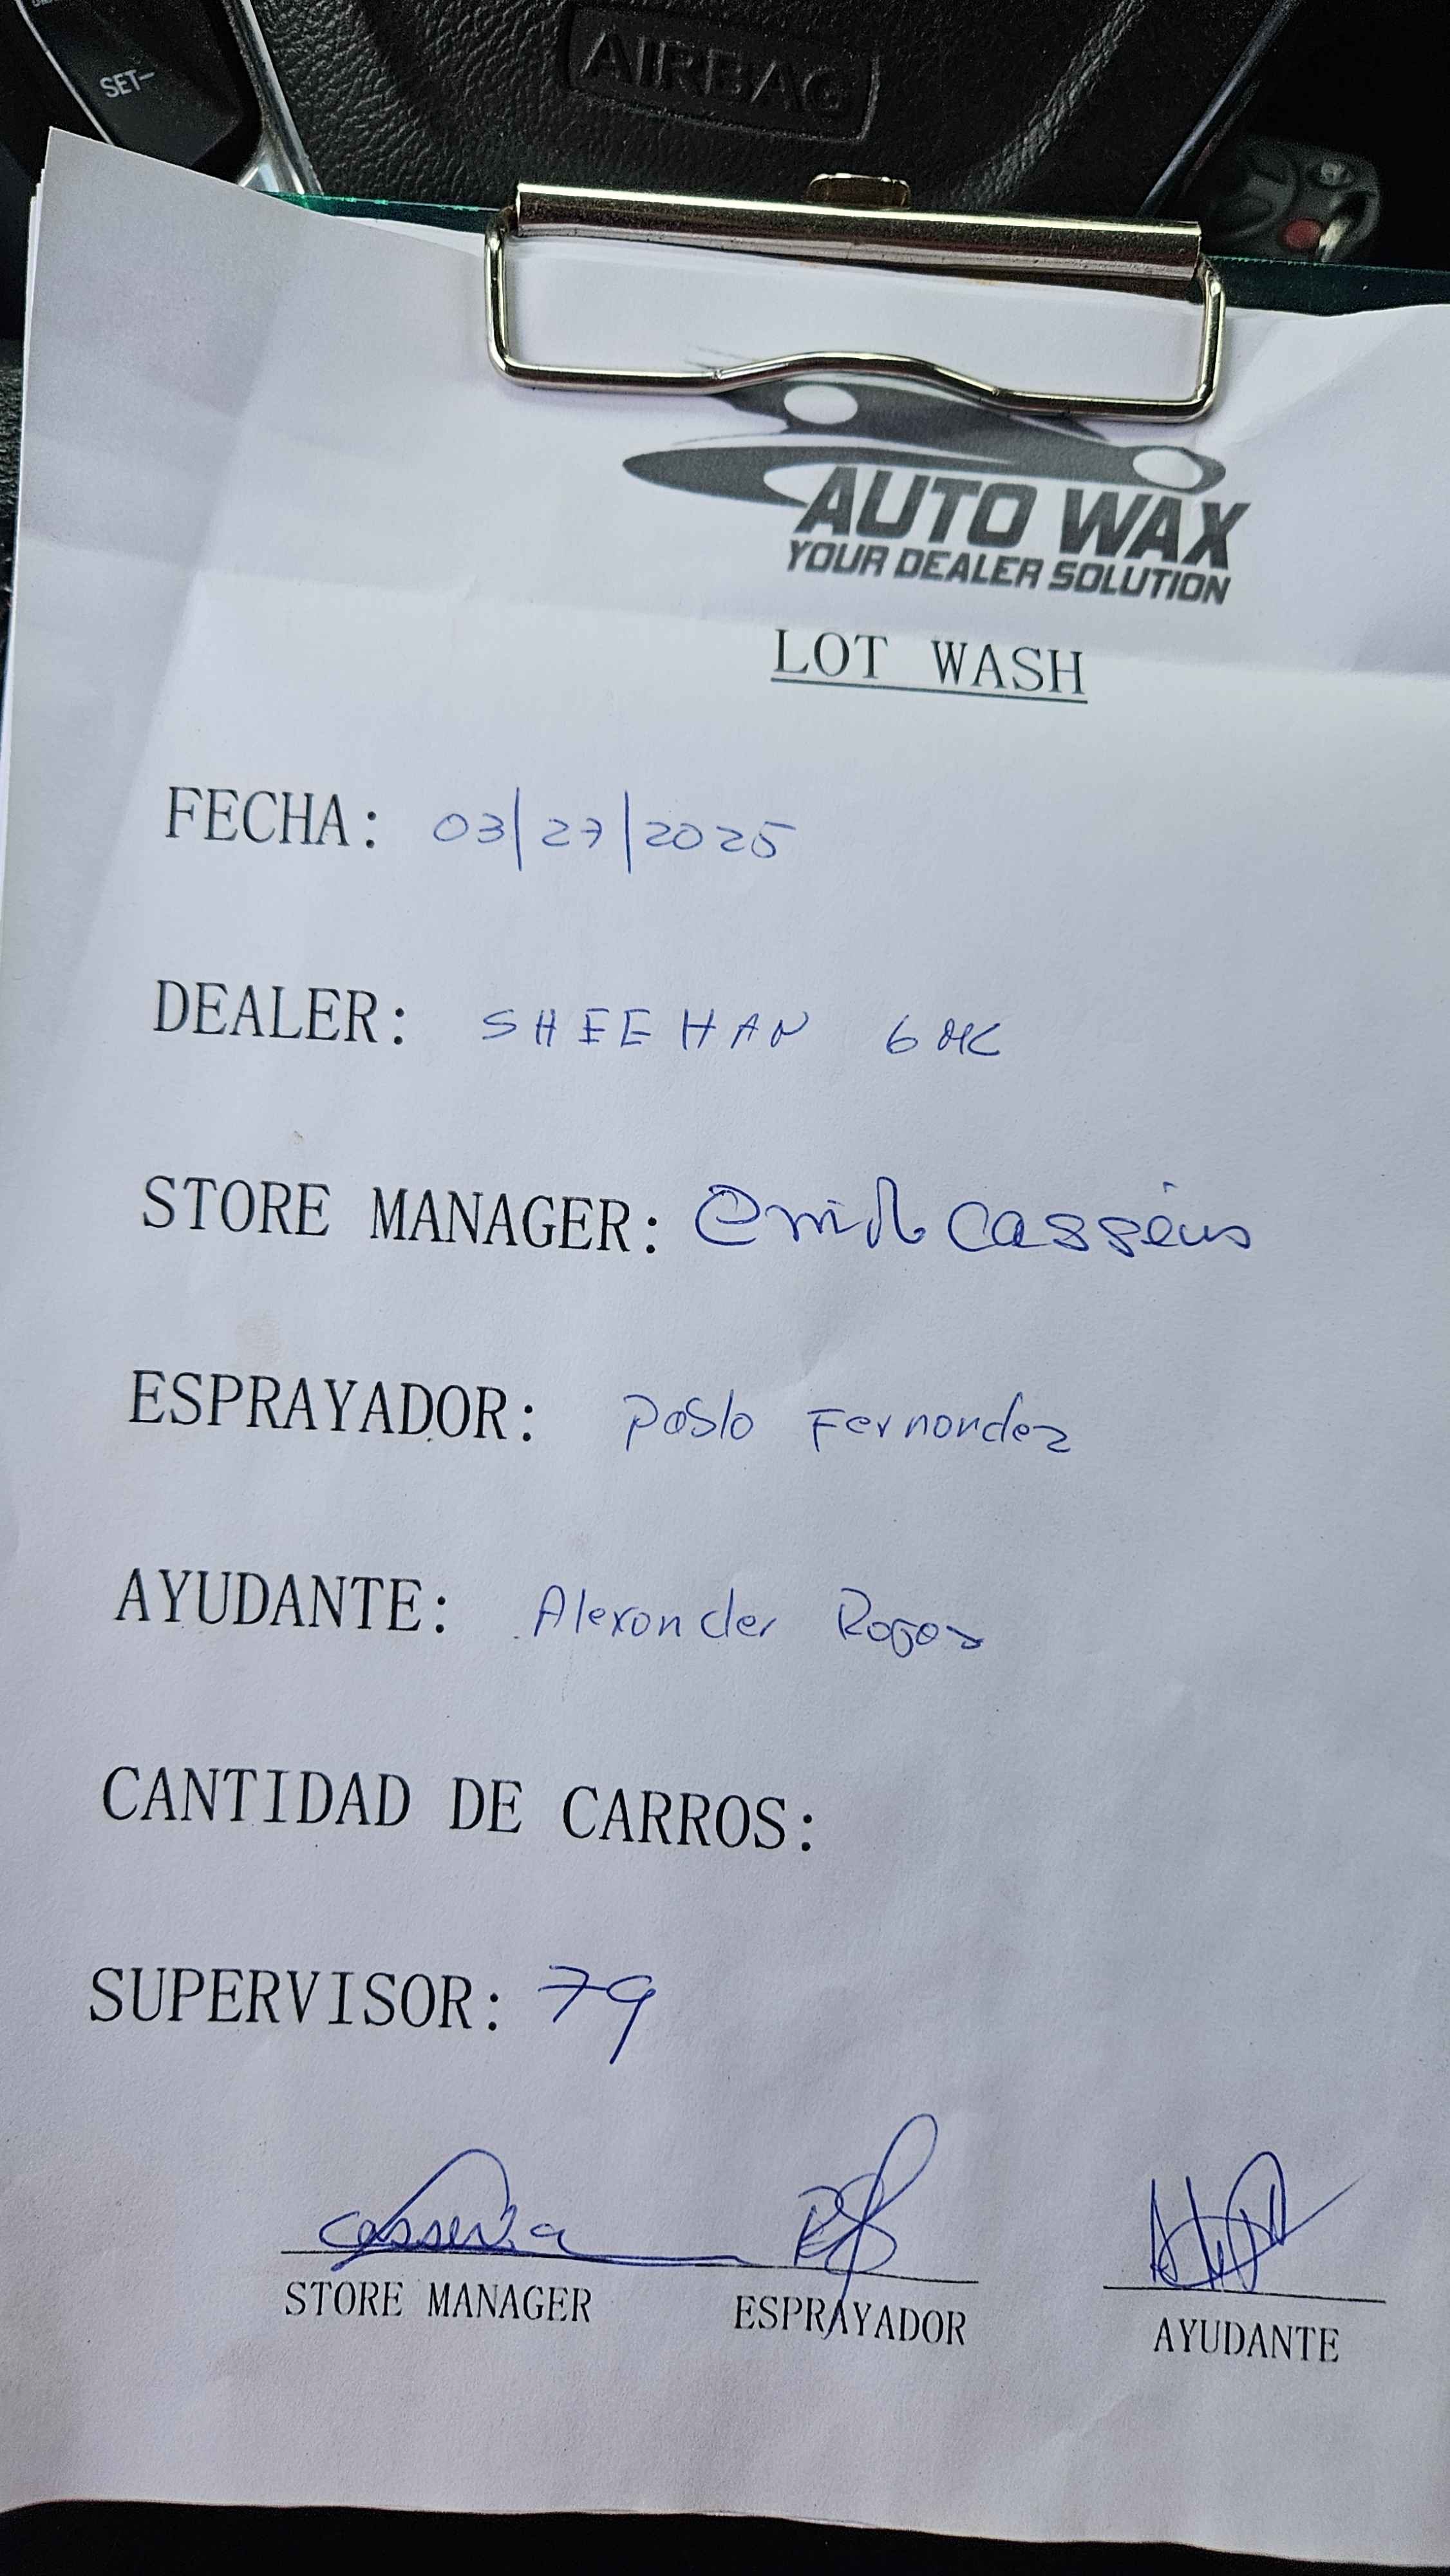 SET-
AIRBAG
AUTO WAX
YOUR DEALER SOLUTION
LOT WASH
FECHA: 03/27/2025
DEALER: SHEEHAN
STORE MANAGER: Casséus
ESPRAYADOR: Pablo Fernandez
AYUDANTE: Alexander
CANTIDAD DE CARROS:
SUPERVISOR: 79
STORE MANAGER ESPRAYADOR AYUDANTE